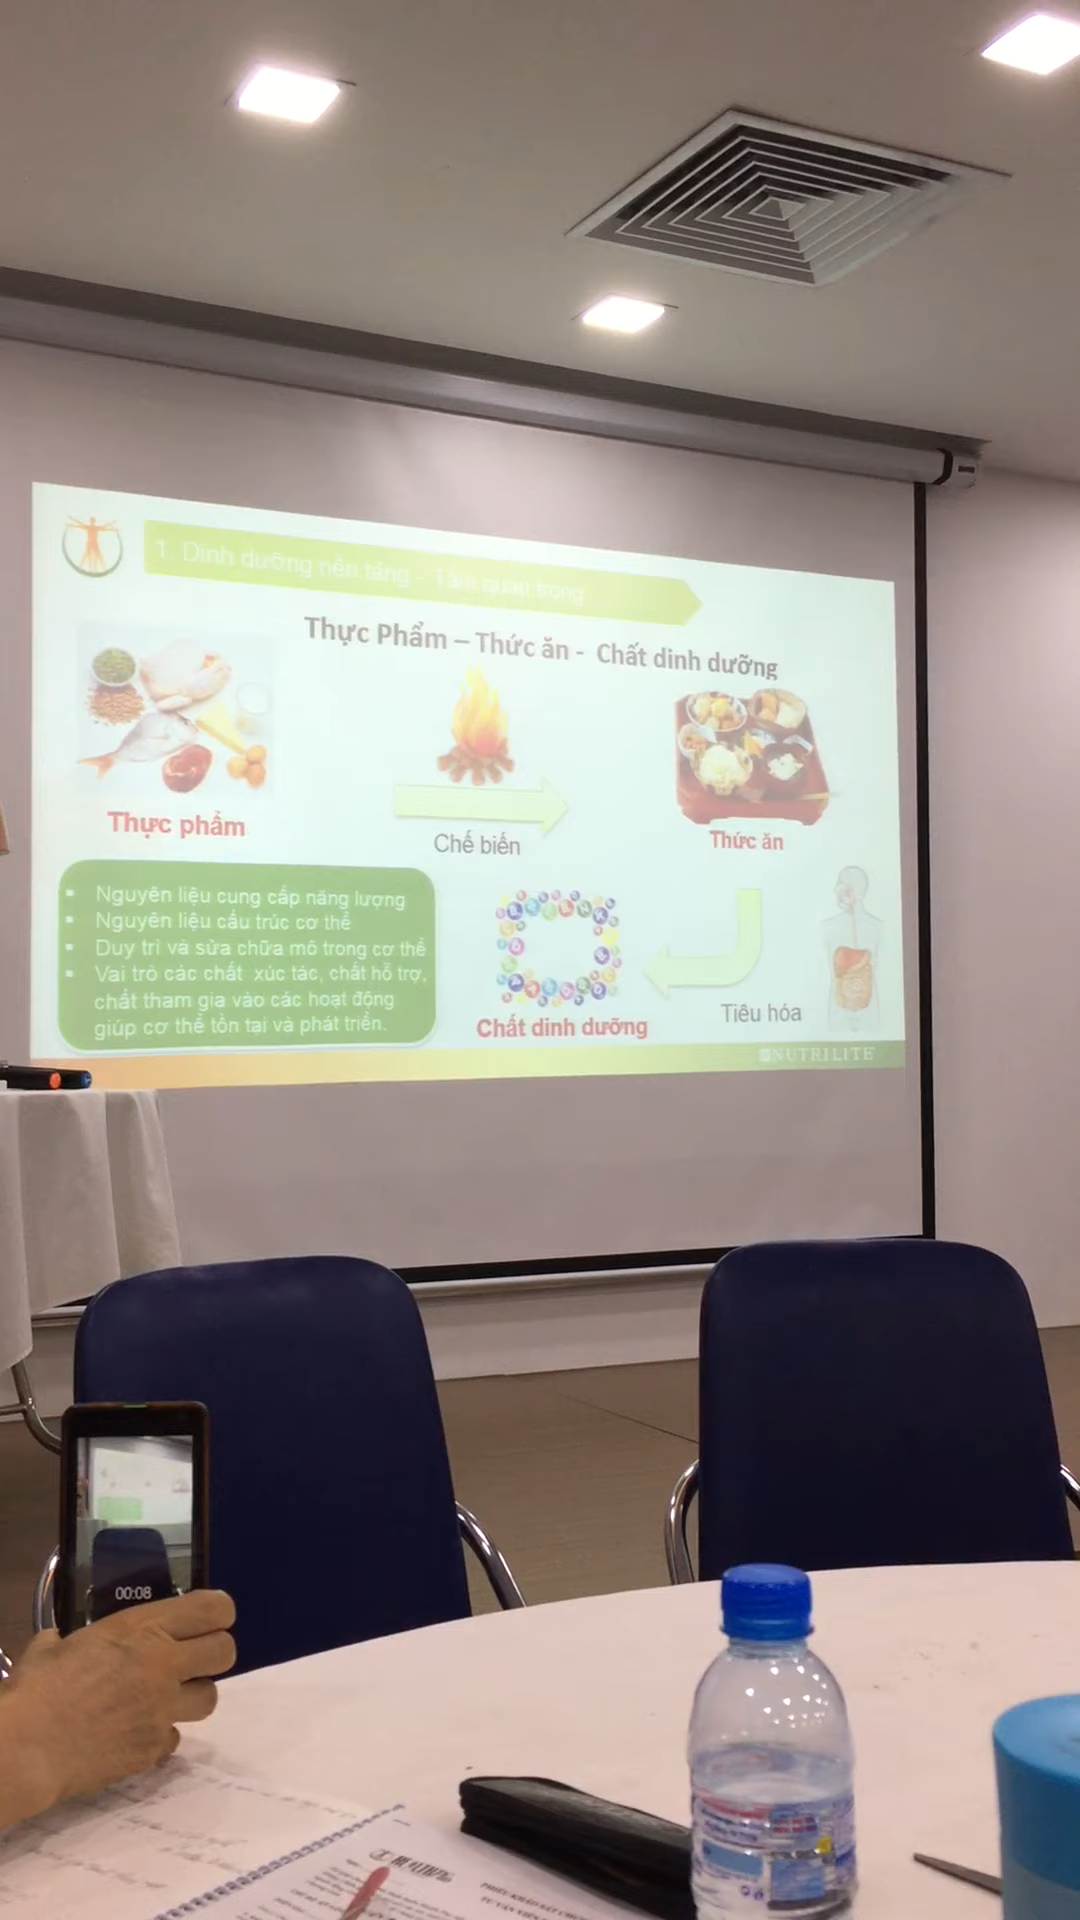 1. Dinh dưỡng nền tảng - Tầm quan trọng
Thực Phẩm – Thức ăn - Chất dinh dưỡng
Thực phẩm
Chế biến
Thức ăn
▪ Nguyên liệu cung cấp năng lượng
▪ Nguyên liệu cấu trúc cơ thể
▪ Duy trì và sửa chữa mô trong cơ thể
▪ Vai trò các chất xúc tác, chất hỗ trợ,
chất tham gia vào các hoạt động
giúp cơ thể tồn tại và phát triển.
Chất dinh dưỡng
Tiêu hóa
NUTRILITE
00:08